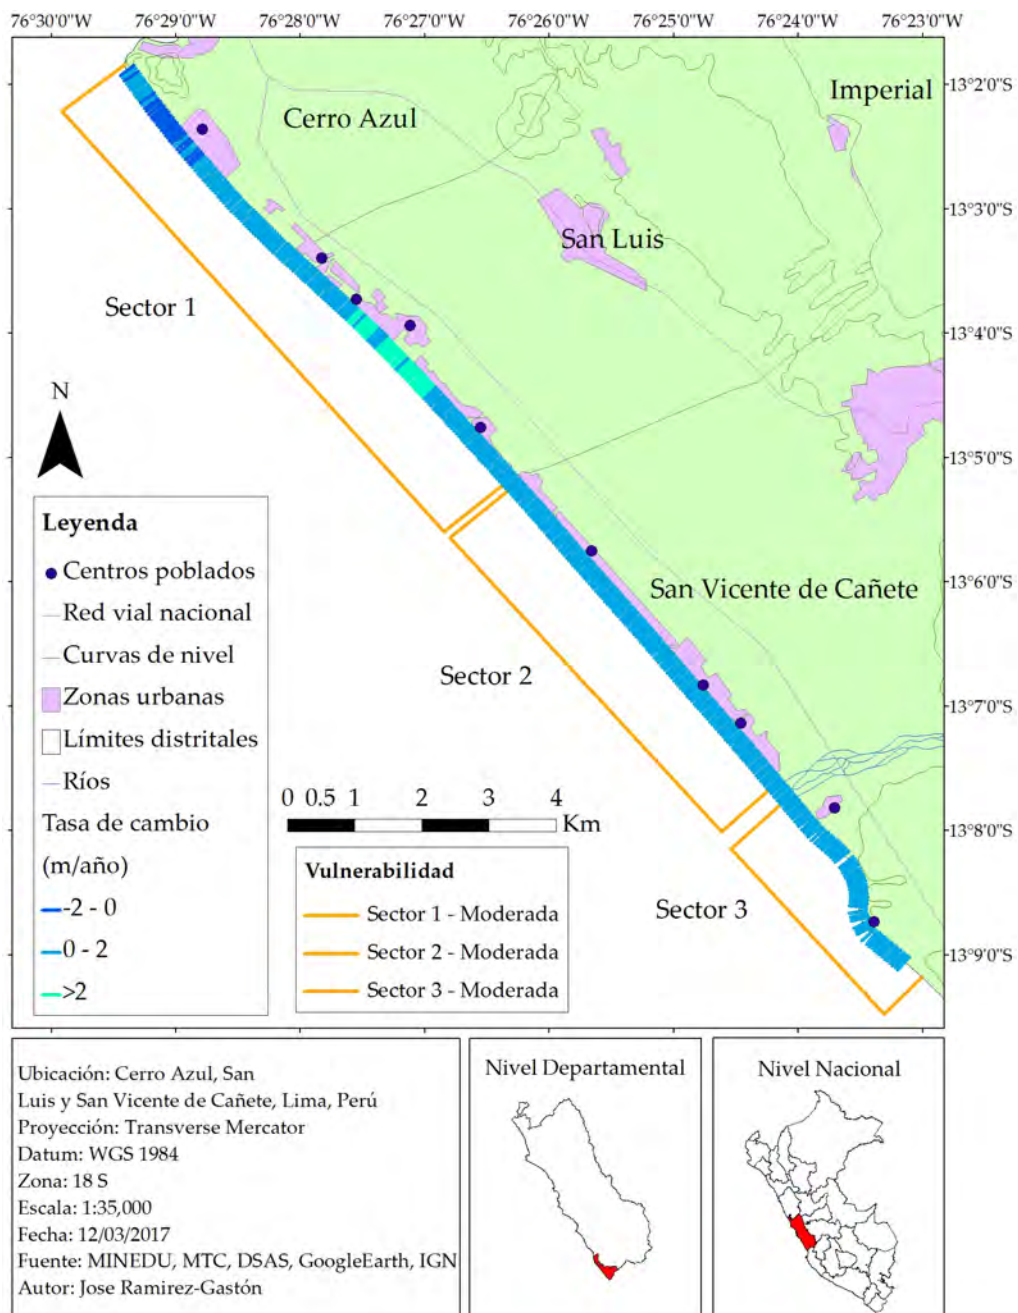 76°30'0"W 76°29'0"W 76°28'0"W 76°27'0"W 76°26'0"W 76°25'0"W 76°24'0"W 76°23'0"W
13°2'0"S
Imperial
Cerro Azul
13°3'0"S
San Luis
Sector 1
13°4'0"S
N
13°5'0"S
Leyenda
Centros poblados
Red vial nacional
Curvas de nivel
Zonas urbanas
Límites distritales
Ríos
Tasa de cambio
(m/año)
-2 - 0
0 - 2
>2
13°6'0"S
San Vicente de Cañete
Sector 2
13°7'0"S
0 0.5 1 2 3 4
Km
13°8'0"S
Vulnerabilidad
Sector 1 - Moderada
Sector 2 - Moderada
Sector 3 - Moderada
Sector 3
13°9'0"S
Ubicación: Cerro Azul, San
Luis y San Vicente de Cañete, Lima, Perú
Proyección: Transverse Mercator
Datum: WGS 1984
Zona: 18 S
Escala: 1:35,000
Fecha: 12/03/2017
Fuente: MINEDU, MTC, DSAS, GoogleEarth, IGN
Autor: Jose Ramirez-Gastón
Nivel Departamental
Nivel Nacional